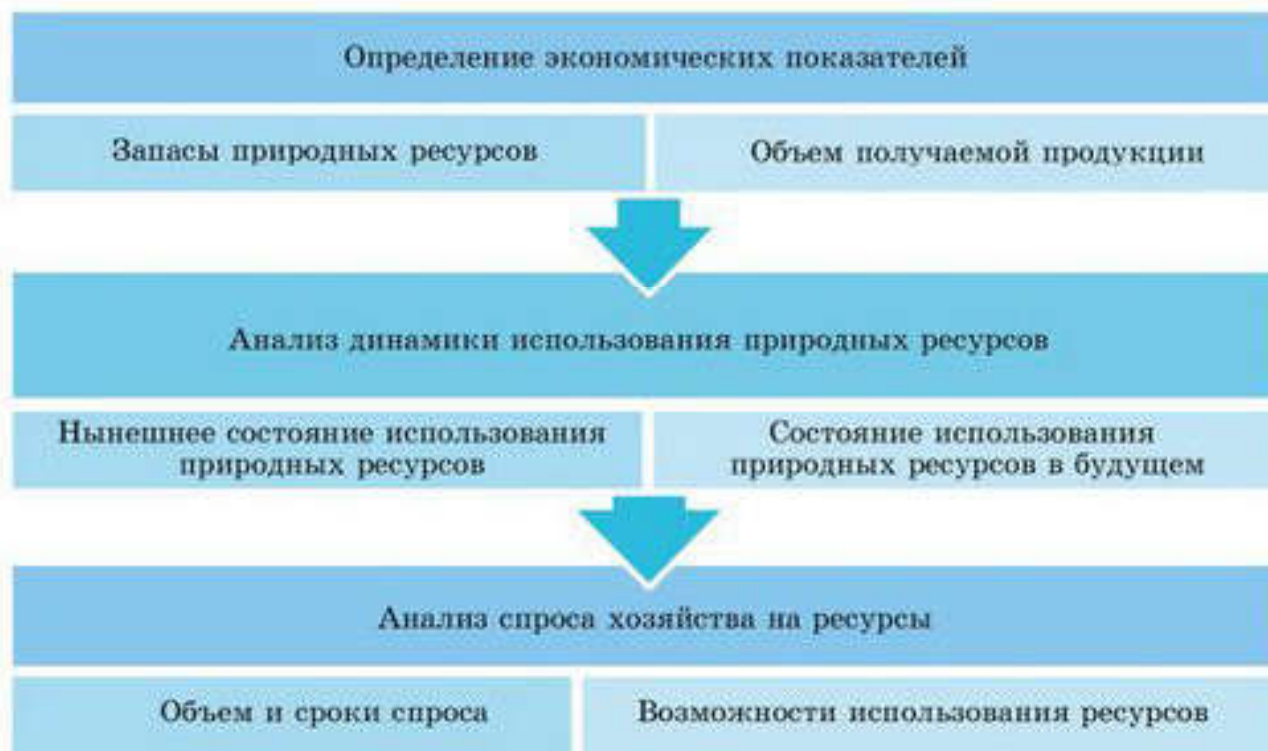 Определение экономических показателей
Запасы природных ресурсов
Объем получаемой продукции
Анализ динамики использования природных ресурсов
Нынешнее состояние использования
природных ресурсов
Состояние использования
природных ресурсов в будущем
Анализ спроса хозяйства на ресурсы
Объем и сроки спроса
Возможности использования ресурсов